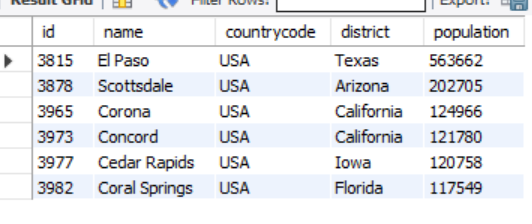 Result Grid Filter Rows: Export:
id name countrycode district population
3815 El Paso USA Texas 563662
3878 Scottsdale USA Arizona 202705
3965 Corona USA California 124966
3973 Concord USA California 121780
3977 Cedar Rapids USA Iowa 120758
3982 Coral Springs USA Florida 117549